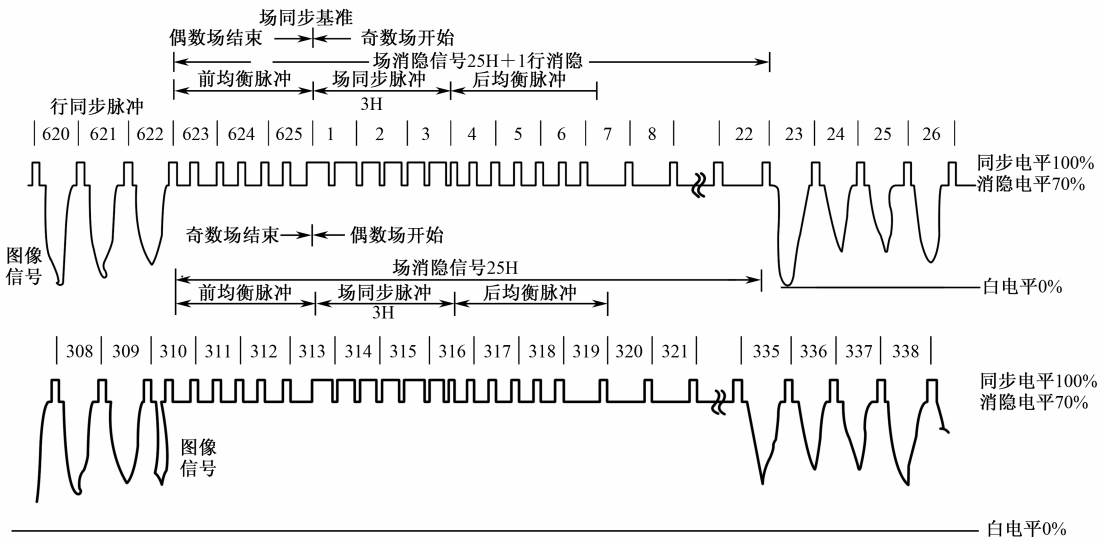 场同步基准
偶数场结束 奇数场开始
场消隐信号25H＋1行消隐
前均衡脉冲 场同步脉冲 后均衡脉冲
3H
行同步脉冲
620 621 622 623 624 625 1 2 3 4 5 6 7 8 22 23 24 25 26
同步电平100%
消隐电平70%
奇数场结束 偶数场开始
图像
信号
场消隐信号25H
白电平0%
前均衡脉冲 场同步脉冲 后均衡脉冲
3H
308 309 310 311 312 313 314 315 316 317 318 319 320 321 335 336 337 338
同步电平100%
消隐电平70%
图像
信号
白电平0%